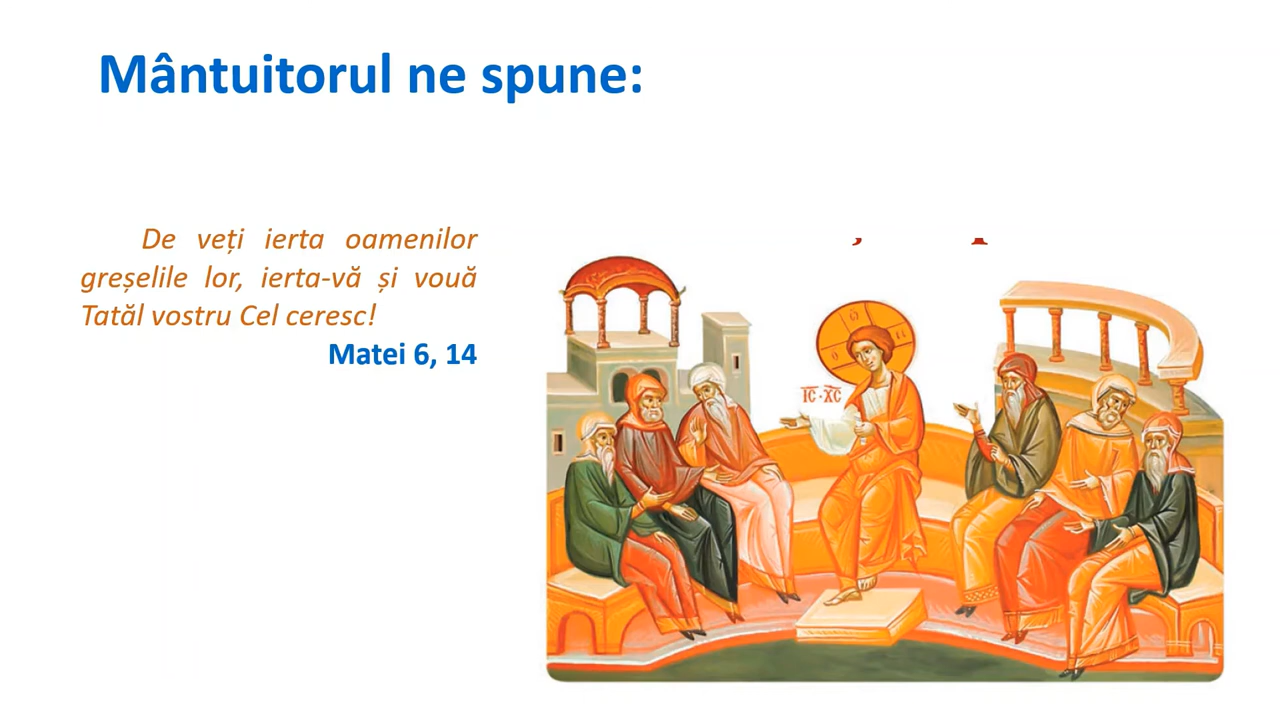 Mântuitorul ne spune:
De veți ierta oamenilor
greșelile lor, ierta-vă și vouă
Tatăl vostru Cel ceresc!
Matei 6, 14
IC·XC